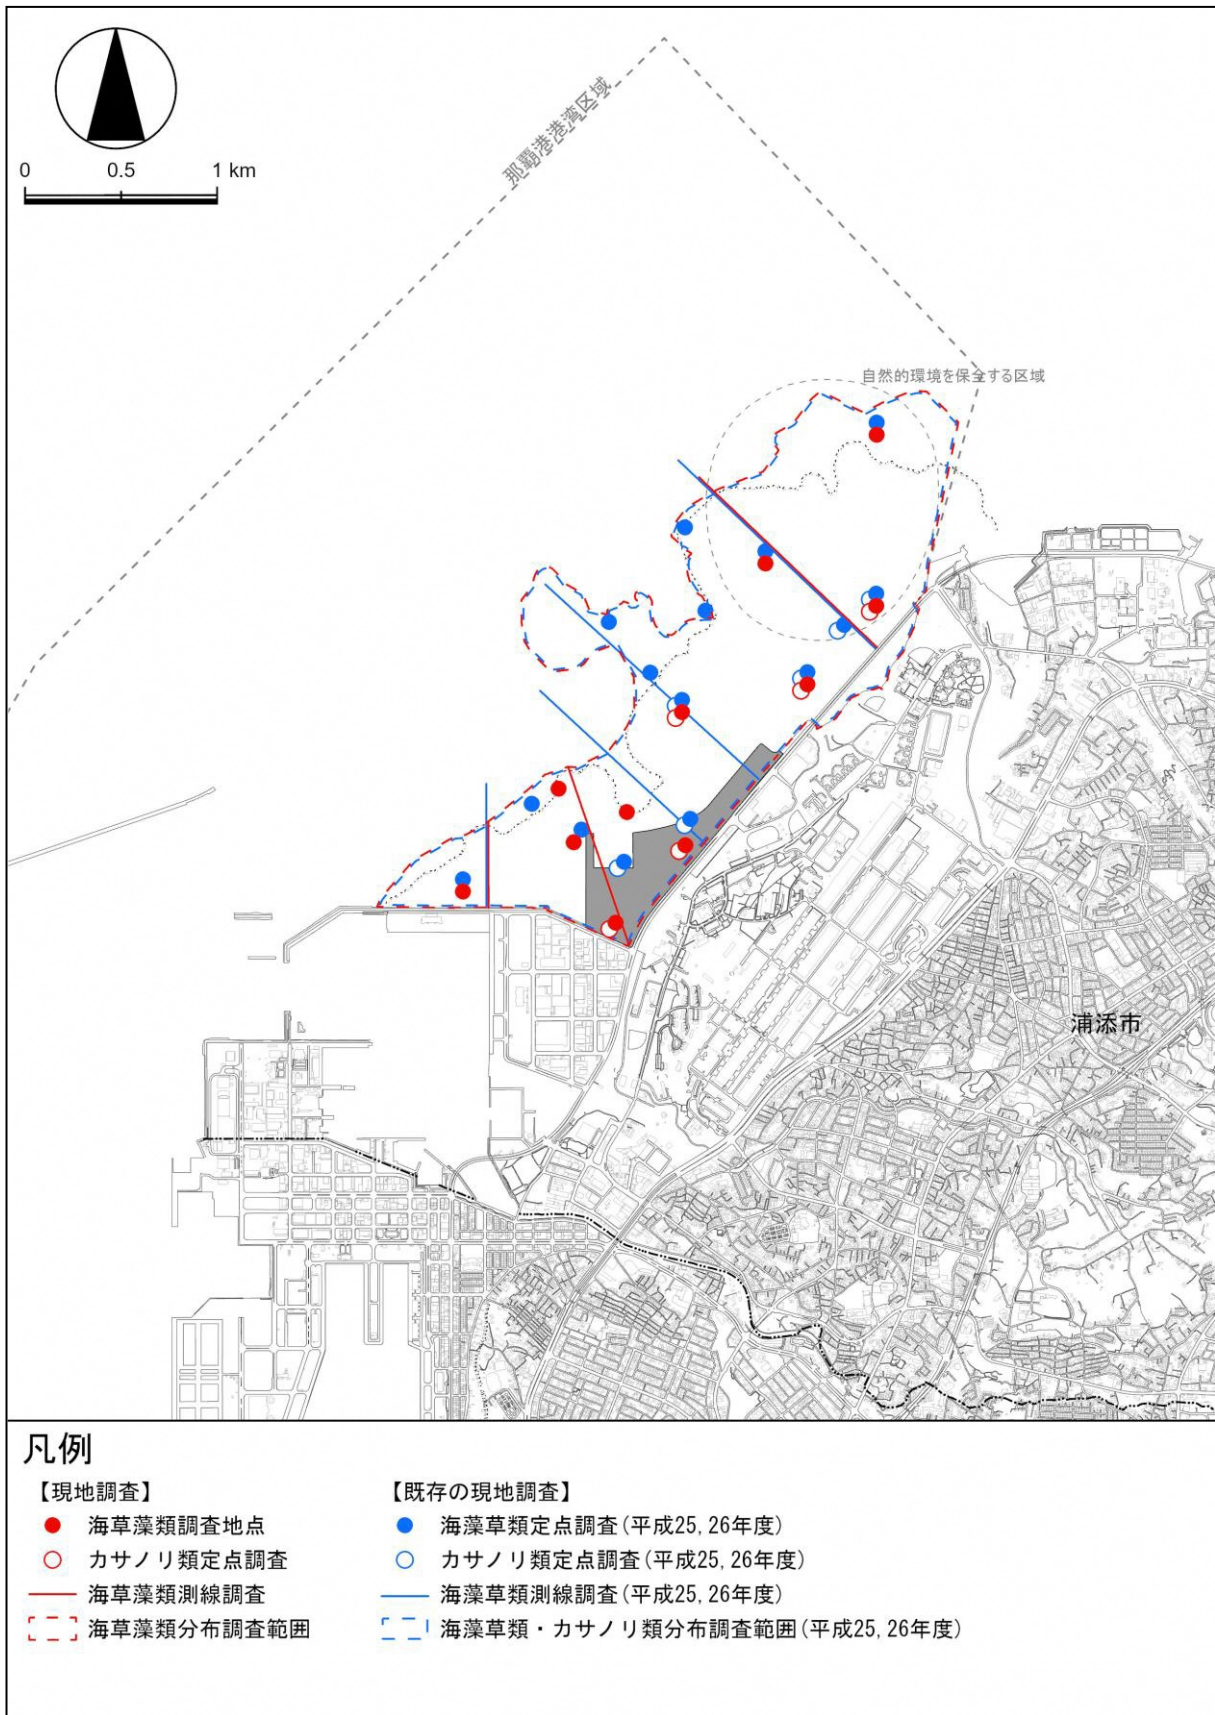 0 0.5 1 km
那覇港港湾区域
自然的環境を保全する区域
浦添市
凡例
【現地調査】
海草藻類調査地点
カサノリ類定点調査
海草藻類測線調査
海草藻類分布調査範囲
【既存の現地調査】
海藻草類定点調査(平成25, 26年度)
カサノリ類定点調査(平成25, 26年度)
海藻草類測線調査(平成25, 26年度)
海藻草類・カサノリ類分布調査範囲(平成25, 26年度)